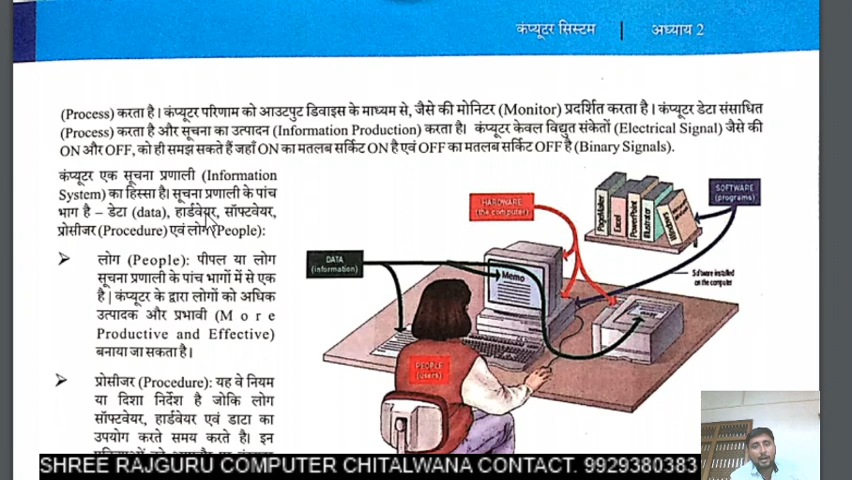 कंप्यूटर सिस्टम | अध्याय 2
(Process) करता है। कंप्यूटर परिणाम को आउटपुट डिवाइस के माध्यम से, जैसे की मोनिटर (Monitor) प्रदर्शित करता है। कंप्यूटर डेटा संसाधित
(Process) करता है और सूचना का उत्पादन (Information Production) करता है। कंप्यूटर केवल विद्युत संकेतों (Electrical Signal) जैसे की
ON और OFF, को ही समझ सकते हैं जहाँ ON का मतलब सर्किट ON है एवं OFF का मतलब सर्किट OFF है (Binary Signals).
कंप्यूटर एक सूचना प्रणाली (Information
System) का हिस्सा है। सूचना प्रणाली के पांच
भाग है – डेटा (data), हार्डवेयर, सॉफ्टवेयर,
प्रोसीजर (Procedure) एवं लोग (People):
लोग (People): पीपल या लोग
सूचना प्रणाली के पांच भागों में से एक
है | कंप्यूटर के द्वारा लोगों को अधिक
उत्पादक और प्रभावी (More
Productive and Effective)
बनाया जा सकता है।
प्रोसीजर (Procedure): यह वे नियम
या दिशा निर्देश है जोकि लोग
सॉफ्टवेयर, हार्डवेयर एवं डाटा का
उपयोग करते समय करते है। इन
HARDWARE
(the computer)
SOFTWARE
(programs)
PageMaker
Excel
PowerPoint
Illustrator
Windows
DATA
(information)
Memo
Software installed
on the computer
PEOPLE
(users)
SHREE RAJGURU COMPUTER CHITALWANA CONTACT. 9929380383